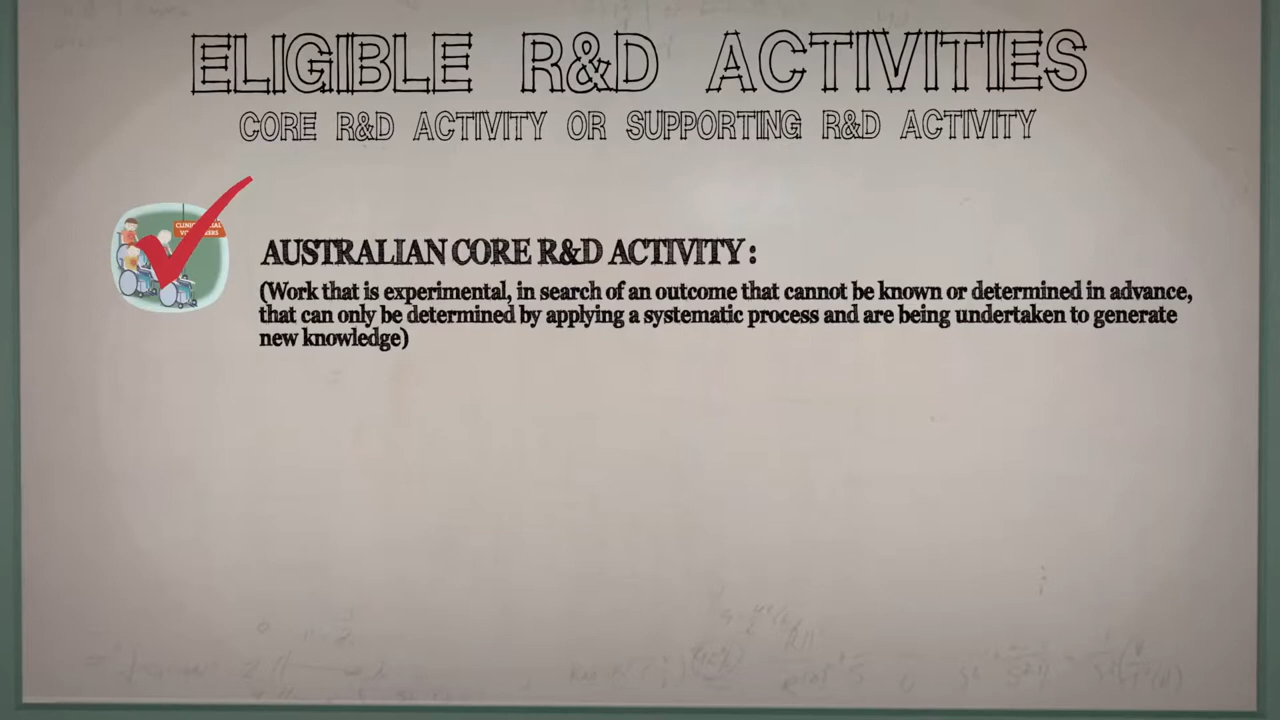 ELIGIBLE R&D ACTIVITIES
CORE R&D ACTIVITY OR SUPPORTING R&D ACTIVITY
AUSTRALIAN CORE R&D ACTIVITY:
(Work that is experimental, in search of an outcome that cannot be known or determined in advance,
that can only be determined by applying a systematic process and are being undertaken to generate
new knowledge)